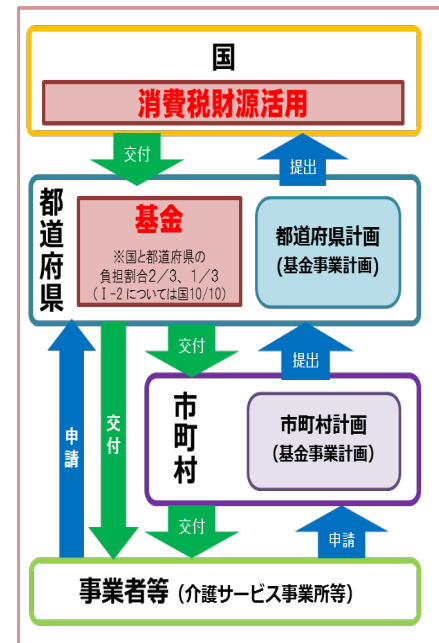 国
消費税財源活用
交付
提出
都道府県
基金
※国と都道府県の
負担割合2／3、1／3
(Ⅰ-2については国10/10)
都道府県計画
(基金事業計画)
交付
提出
申請
交付
市町村
市町村計画
(基金事業計画)
交付
申請
事業者等 (介護サービス事業所等)